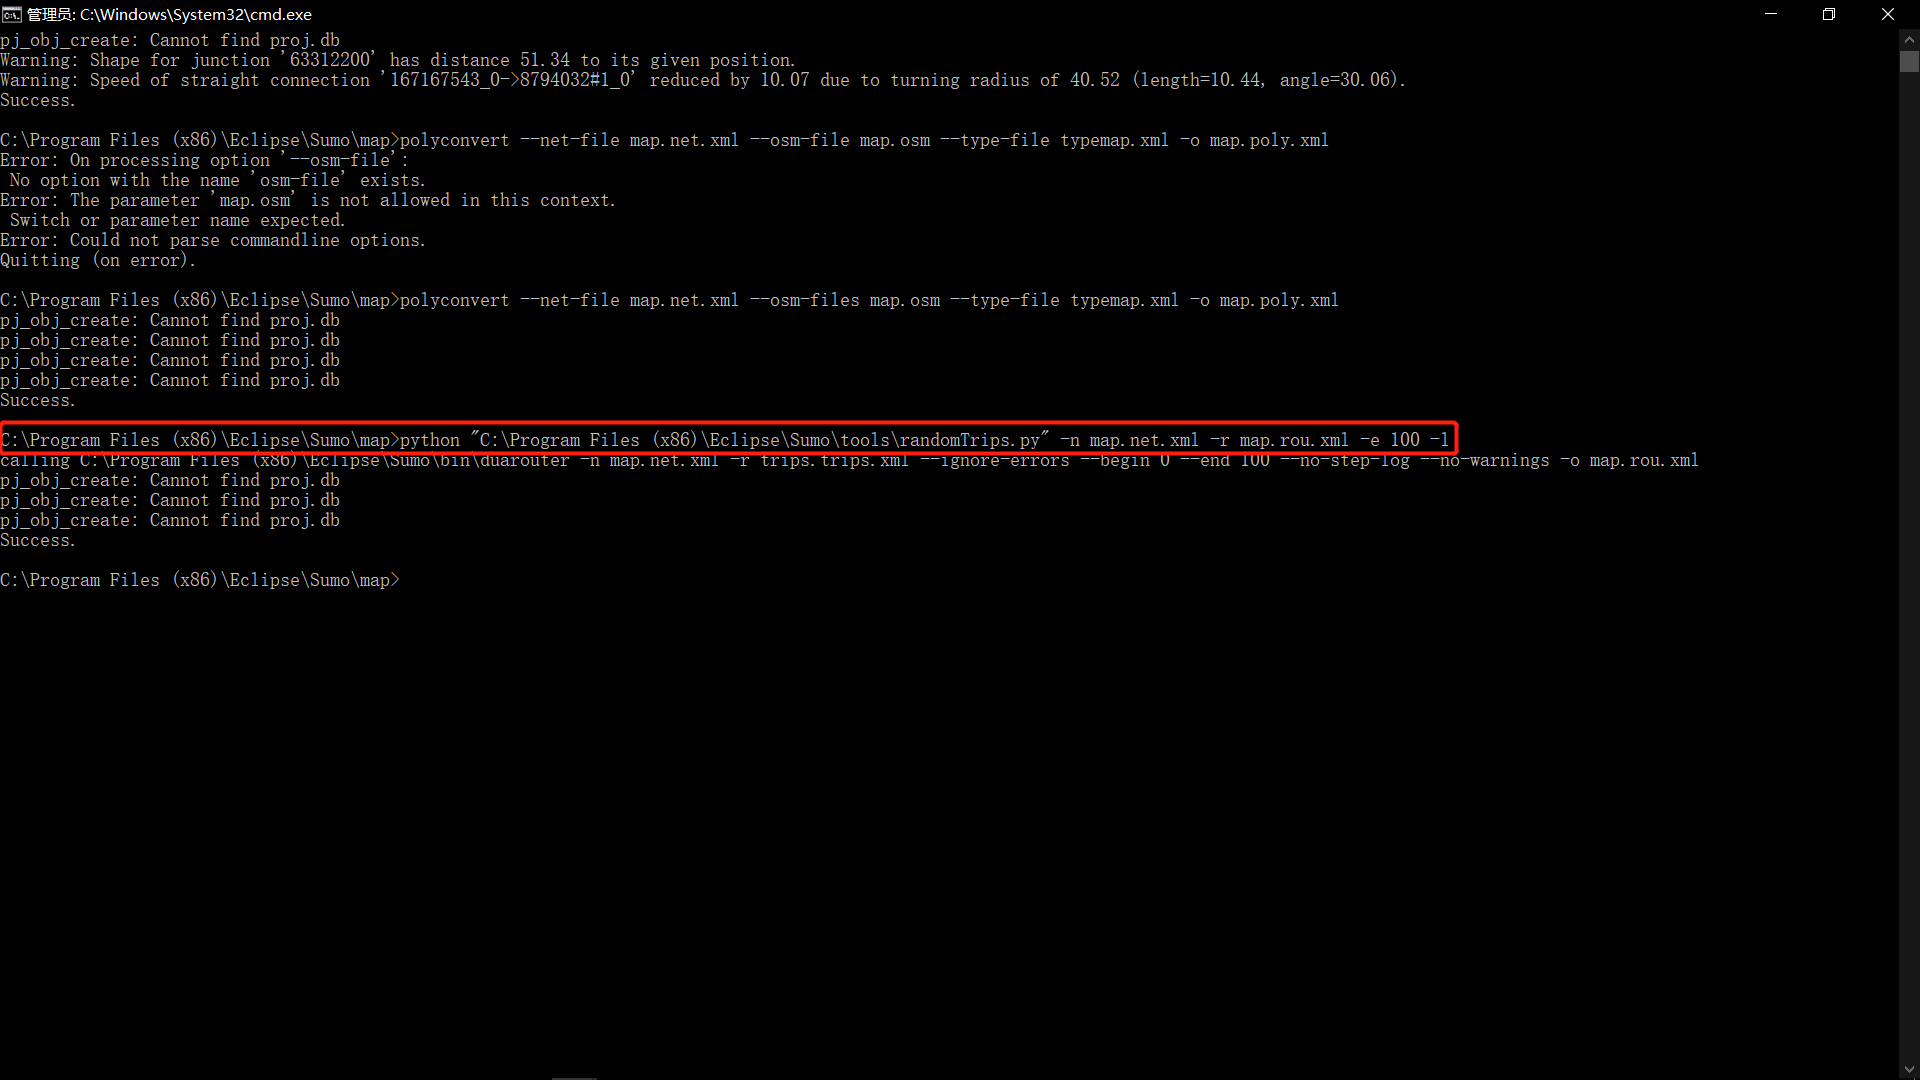 管理员: C:\Windows\System32\cmd.exe
pj_obj_create: Cannot find proj.db
Warning: Shape for junction '63312200' has distance 51.34 to its given position.
Warning: Speed of straight connection '167167543_0->8794032#1_0' reduced by 10.07 due to turning radius of 40.52 (length=10.44, angle=30.06).
Success.
C:\Program Files (x86)\Eclipse\Sumo\map>polyconvert --net-file map.net.xml --osm-file map.osm --type-file typemap.xml -o map.poly.xml
Error: On processing option '--osm-file':
 No option with the name 'osm-file' exists.
Error: The parameter 'map.osm' is not allowed in this context.
 Switch or parameter name expected.
Error: Could not parse commandline options.
Quitting (on error).
C:\Program Files (x86)\Eclipse\Sumo\map>polyconvert --net-file map.net.xml --osm-files map.osm --type-file typemap.xml -o map.poly.xml
pj_obj_create: Cannot find proj.db
pj_obj_create: Cannot find proj.db
pj_obj_create: Cannot find proj.db
pj_obj_create: Cannot find proj.db
Success.
C:\Program Files (x86)\Eclipse\Sumo\map>python "C:\Program Files (x86)\Eclipse\Sumo\tools\randomTrips.py" -n map.net.xml -r map.rou.xml -e 100 -l
calling C:\Program Files (x86)\Eclipse\Sumo\bin\duarouter -n map.net.xml -r trips.trips.xml --ignore-errors --begin 0 --end 100 --no-step-log --no-warnings -o map.rou.xml
pj_obj_create: Cannot find proj.db
pj_obj_create: Cannot find proj.db
pj_obj_create: Cannot find proj.db
Success.
C:\Program Files (x86)\Eclipse\Sumo\map>